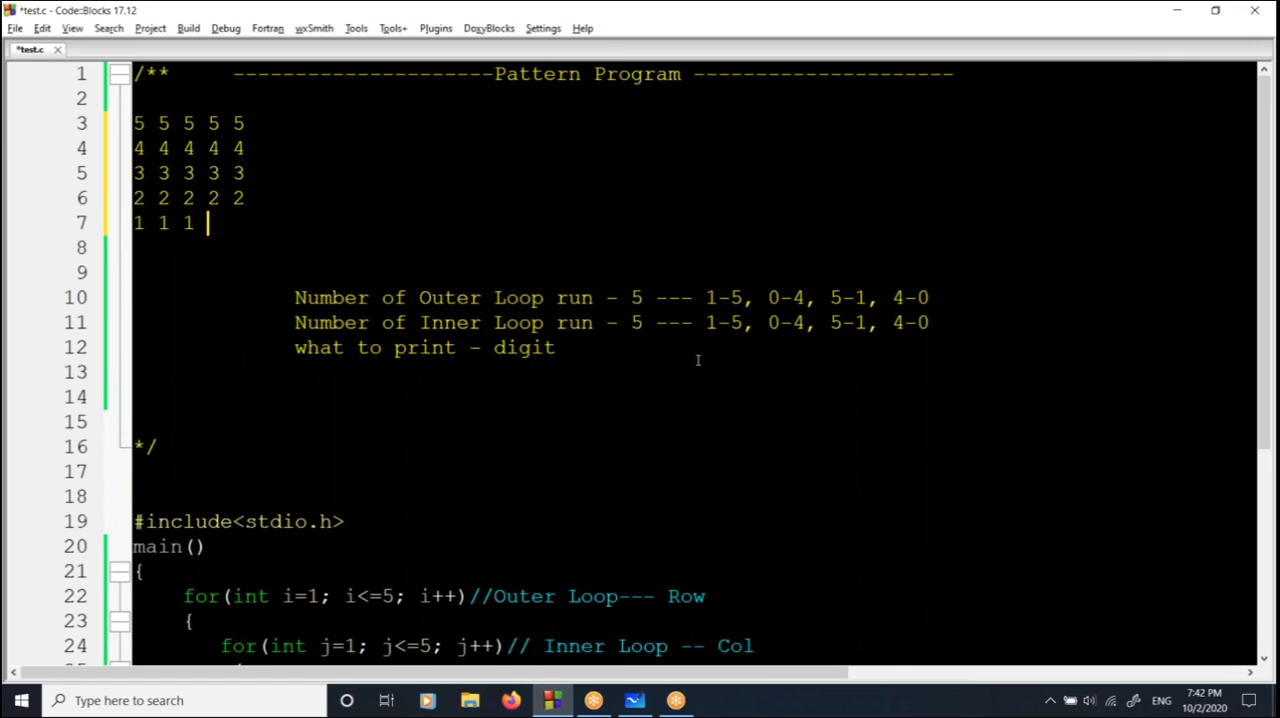 *test.c - Code::Blocks 17.12
File Edit View Search Project Build Debug Fortran wxSmith Tools Tools+ Plugins DoxyBlocks Settings Help
*test.c
1 /** ---------------------Pattern Program ---------------------
2
3 5 5 5 5 5
4 4 4 4 4 4
5 3 3 3 3 3
6 2 2 2 2 2
7 1 1 1
8
9
10 Number of Outer Loop run - 5 --- 1-5, 0-4, 5-1, 4-0
11 Number of Inner Loop run - 5 --- 1-5, 0-4, 5-1, 4-0
12 what to print - digit
13
14
15
16 */
17
18
19 #include<stdio.h>
20 main()
21 {
22 for(int i=1; i<=5; i++)//Outer Loop--- Row
23 {
24 for(int j=1; j<=5; j++)// Inner Loop -- Col
Type here to search
ENG
7:42 PM
10/2/2020